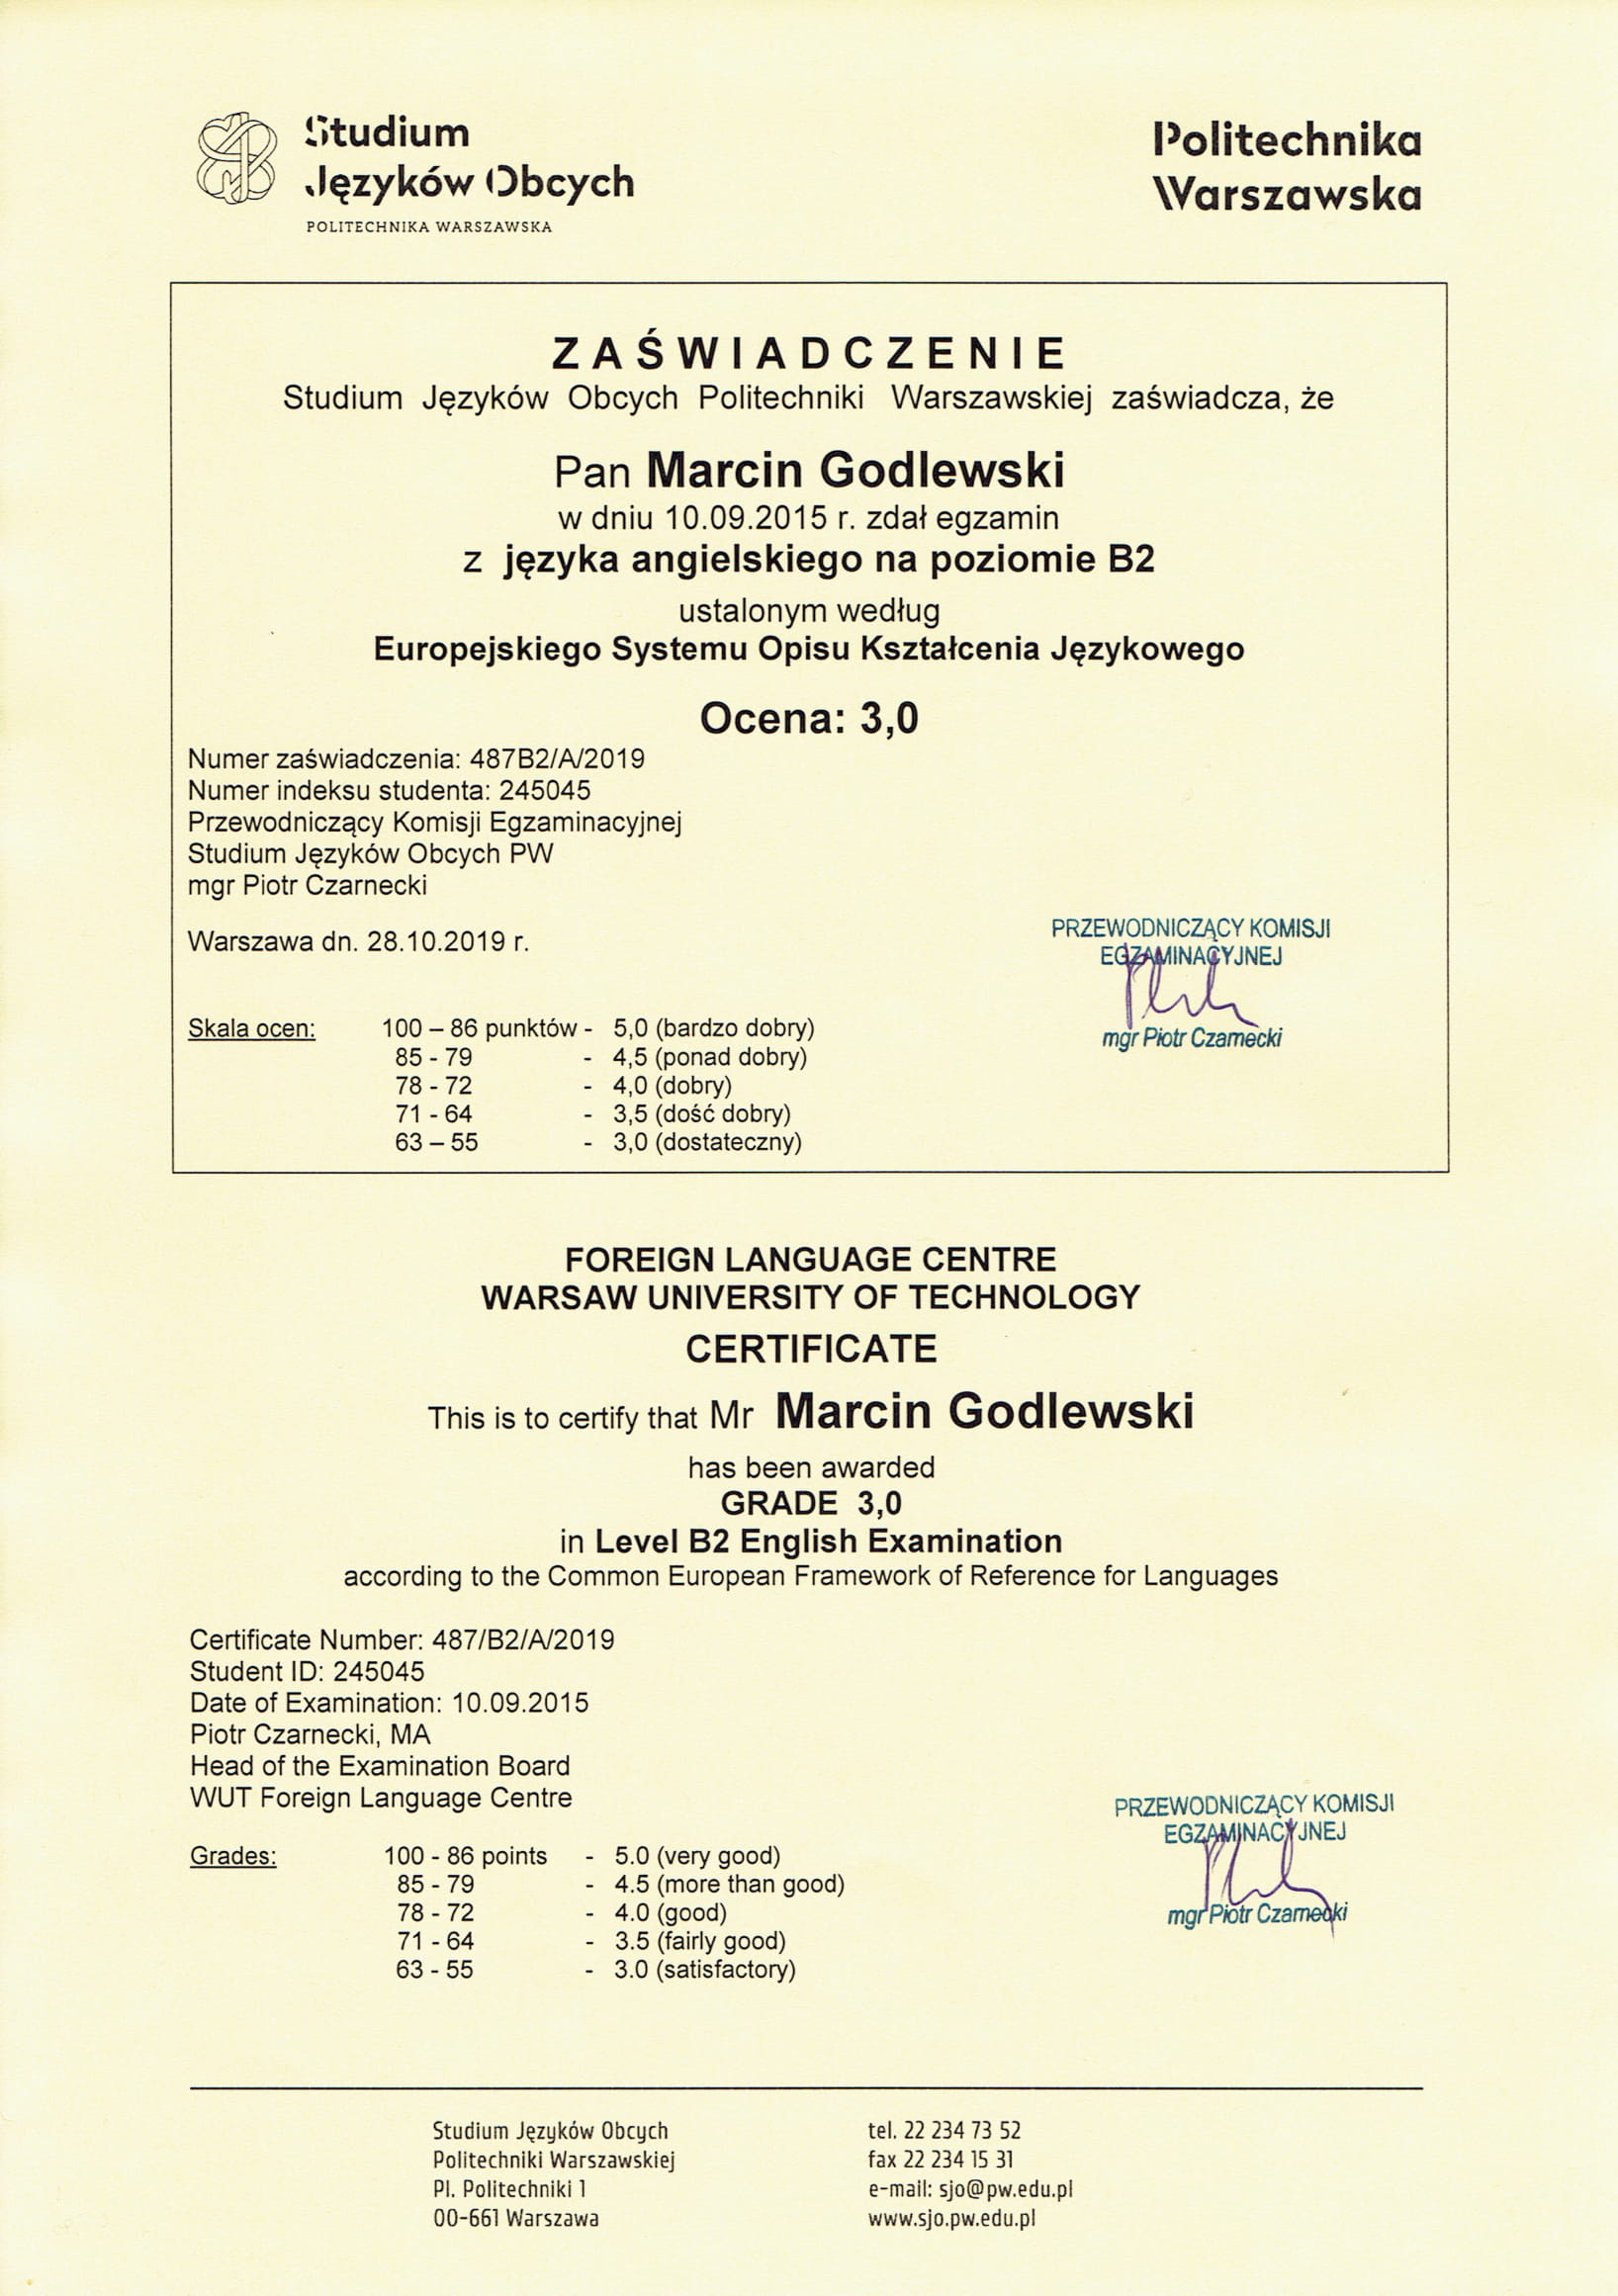 Studium
Języków Obcych
POLITECHNIKA WARSZAWSKA
Politechnika
Warszawska
ZAŚWIADCZENIE
Studium Języków Obcych Politechniki Warszawskiej zaświadcza, że
Pan Marcin Godlewski
w dniu 10.09.2015 r. zdał egzamin
z języka angielskiego na poziomie B2
ustalonym według
Europejskiego Systemu Opisu Kształcenia Językowego
Ocena: 3,0
Numer zaświadczenia: 487B2/A/2019
Numer indeksu studenta: 245045
Przewodniczący Komisji Egzaminacyjnej
Studium Języków Obcych PW
mgr Piotr Czarnecki
Warszawa dn. 28.10.2019 r.
PRZEWODNICZĄCY KOMISJI
EGZAMINACYJNEJ
mgr Piotr Czarnecki
Skala ocen: 100 – 86 punktów - 5,0 (bardzo dobry)
85 - 79 - 4,5 (ponad dobry)
78 - 72 - 4,0 (dobry)
71 - 64 - 3,5 (dość dobry)
63 – 55 - 3,0 (dostateczny)
FOREIGN LANGUAGE CENTRE
WARSAW UNIVERSITY OF TECHNOLOGY
CERTIFICATE
This is to certify that Mr Marcin Godlewski
has been awarded
GRADE 3,0
in Level B2 English Examination
according to the Common European Framework of Reference for Languages
Certificate Number: 487/B2/A/2019
Student ID: 245045
Date of Examination: 10.09.2015
Piotr Czarnecki, MA
Head of the Examination Board
WUT Foreign Language Centre
PRZEWODNICZĄCY KOMISJI
EGZAMINACYJNEJ
mgr Piotr Czarnecki
Grades: 100 - 86 points - 5.0 (very good)
85 - 79 - 4.5 (more than good)
78 - 72 - 4.0 (good)
71 - 64 - 3.5 (fairly good)
63 - 55 - 3.0 (satisfactory)
Studium Języków Obcych
Politechniki Warszawskiej
Pl. Politechniki 1
00-661 Warszawa
tel. 22 234 73 52
fax 22 234 15 31
e-mail: sjo@pw.edu.pl
www.sjo.pw.edu.pl